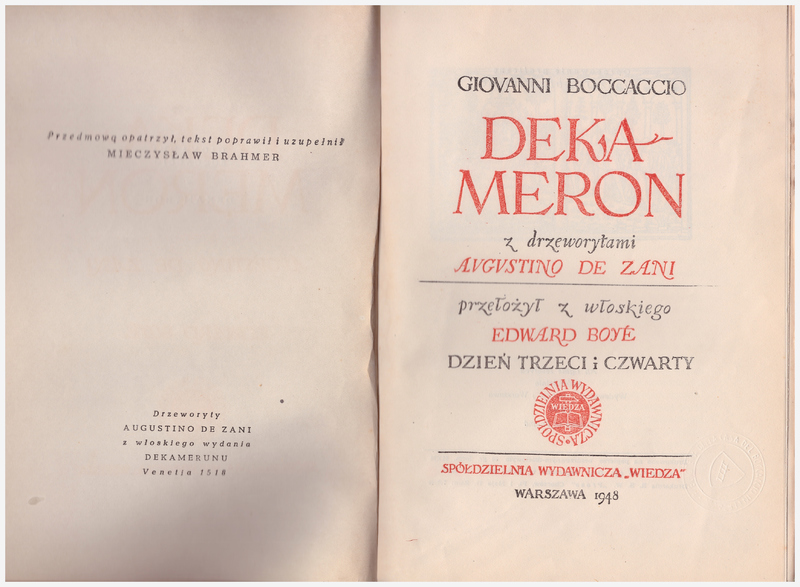 Przedmową opatrzył, tekst poprawił i uzupełnił
MIECZYSŁAW BRAHMER
Drzeworyty
AUGUSTINO DE ZANI
z włoskiego wydania
DEKAMERUNU
Venetia 1518
GIOVANNI BOCCACCIO
DEKA-
MERON
z drzeworytami
AVGVSTINO DE ZANI
przełożył z włoskiego
EDWARD BOYÉ
DZIEŃ TRZECI i CZWARTY
SPÓŁDZIELNIA WYDAWNICZA
WIEDZA
SPÓŁDZIELNIA WYDAWNICZA „WIEDZA”
WARSZAWA 1948